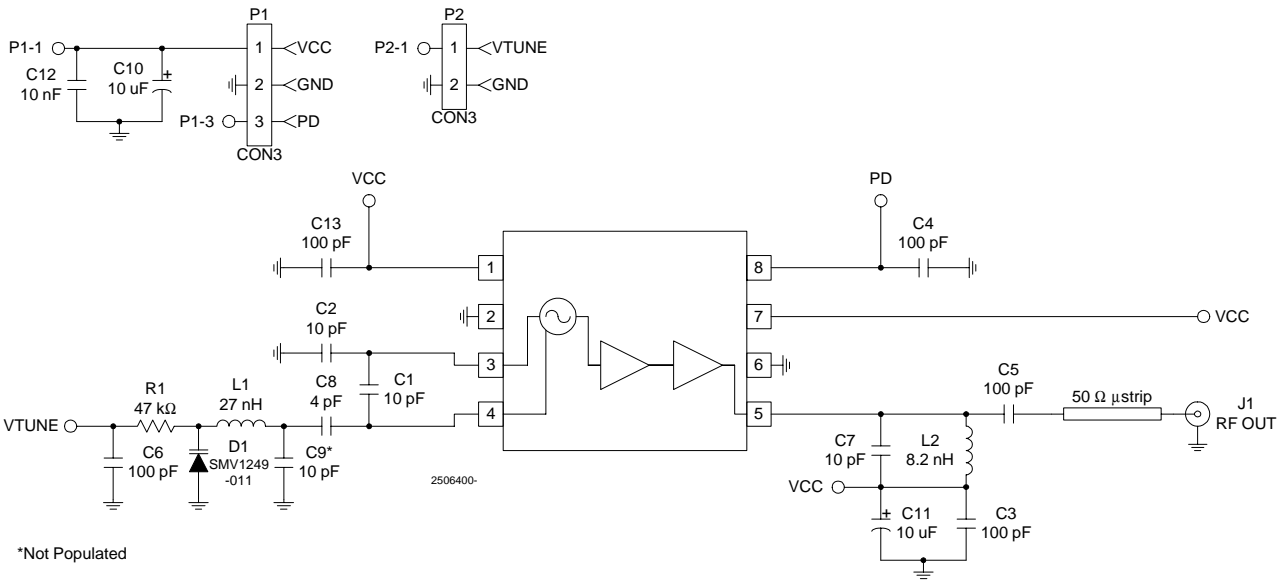 P1
P2
P1-1
1
VCC
P2-1
1
VTUNE
C12
10 nF
C10
+
10 uF
2
GND
2
GND
P1-3
3
PD
CON3
CON3
VCC
PD
C13
100 pF
C4
100 pF
1
8
2
7
VCC
C2
10 pF
3
6
C1
10 pF
C8
4 pF
R1
47 kΩ
L1
27 nH
VTUNE
4
5
C5
100 pF
50 Ω µstrip
J1
RF OUT
C6
100 pF
D1
SMV1249
-011
C9*
10 pF
2506400-
C7
10 pF
L2
8.2 nH
VCC
+
C11
10 uF
C3
100 pF
*Not Populated